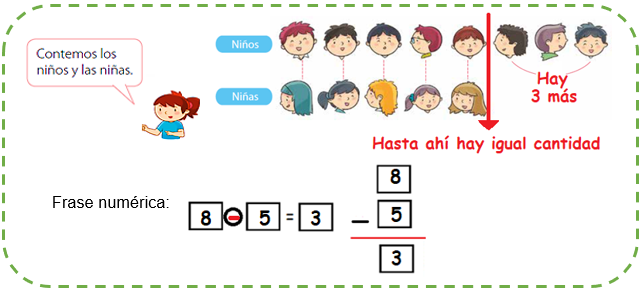 Contemos los
niños y las niñas.
Niños
Niñas
Hay
3 más
Hasta ahí hay igual cantidad
Frase numérica:
8 - 5 = 3
8
- 5
3